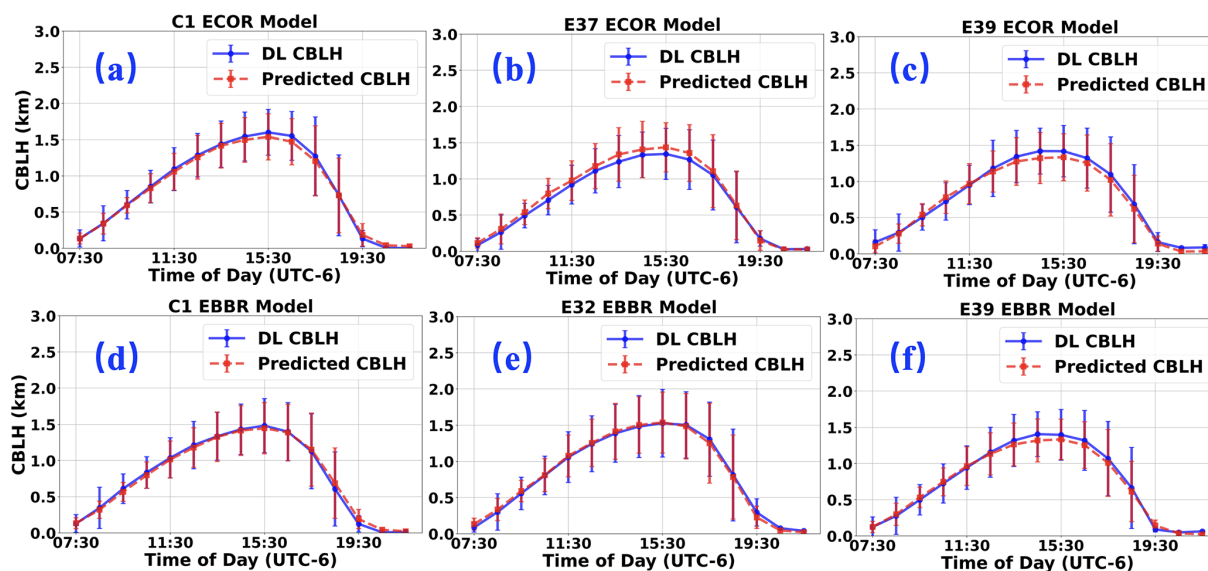 C1 ECOR Model
(a)
DL CBLH
Predicted CBLH
CBLH (km)
3.0
2.5
2.0
1.5
1.0
0.5
0.0
07:30 11:30 15:30 19:30
Time of Day (UTC-6)
E37 ECOR Model
(b)
DL CBLH
Predicted CBLH
3.0
2.5
2.0
1.5
1.0
0.5
0.0
07:30 11:30 15:30 19:30
Time of Day (UTC-6)
E39 ECOR Model
(c)
DL CBLH
Predicted CBLH
3.0
2.5
2.0
1.5
1.0
0.5
0.0
07:30 11:30 15:30 19:30
Time of Day (UTC-6)
C1 EBBR Model
(d)
DL CBLH
Predicted CBLH
CBLH (km)
3.0
2.5
2.0
1.5
1.0
0.5
0.0
07:30 11:30 15:30 19:30
Time of Day (UTC-6)
E32 EBBR Model
(e)
DL CBLH
Predicted CBLH
3.0
2.5
2.0
1.5
1.0
0.5
0.0
07:30 11:30 15:30 19:30
Time of Day (UTC-6)
E39 EBBR Model
(f)
DL CBLH
Predicted CBLH
3.0
2.5
2.0
1.5
1.0
0.5
0.0
07:30 11:30 15:30 19:30
Time of Day (UTC-6)